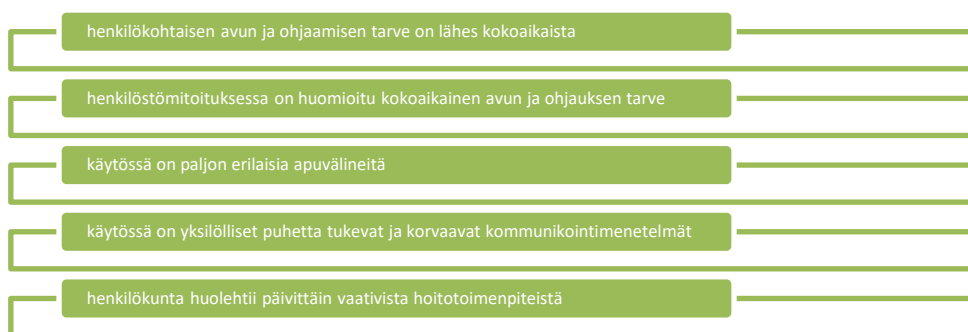 henkilökohtaisen avun ja ohjaamisen tarve on lähes kokoaikaista
henkilöstömitoituksessa on huomioitu kokoaikainen avun ja ohjauksen tarve
käytössä on paljon erilaisia apuvälineitä
käytössä on yksilölliset puhetta tukevat ja korvaavat kommunikointimenetelmät
henkilökunta huolehtii päivittäin vaativista hoitotoimenpiteistä